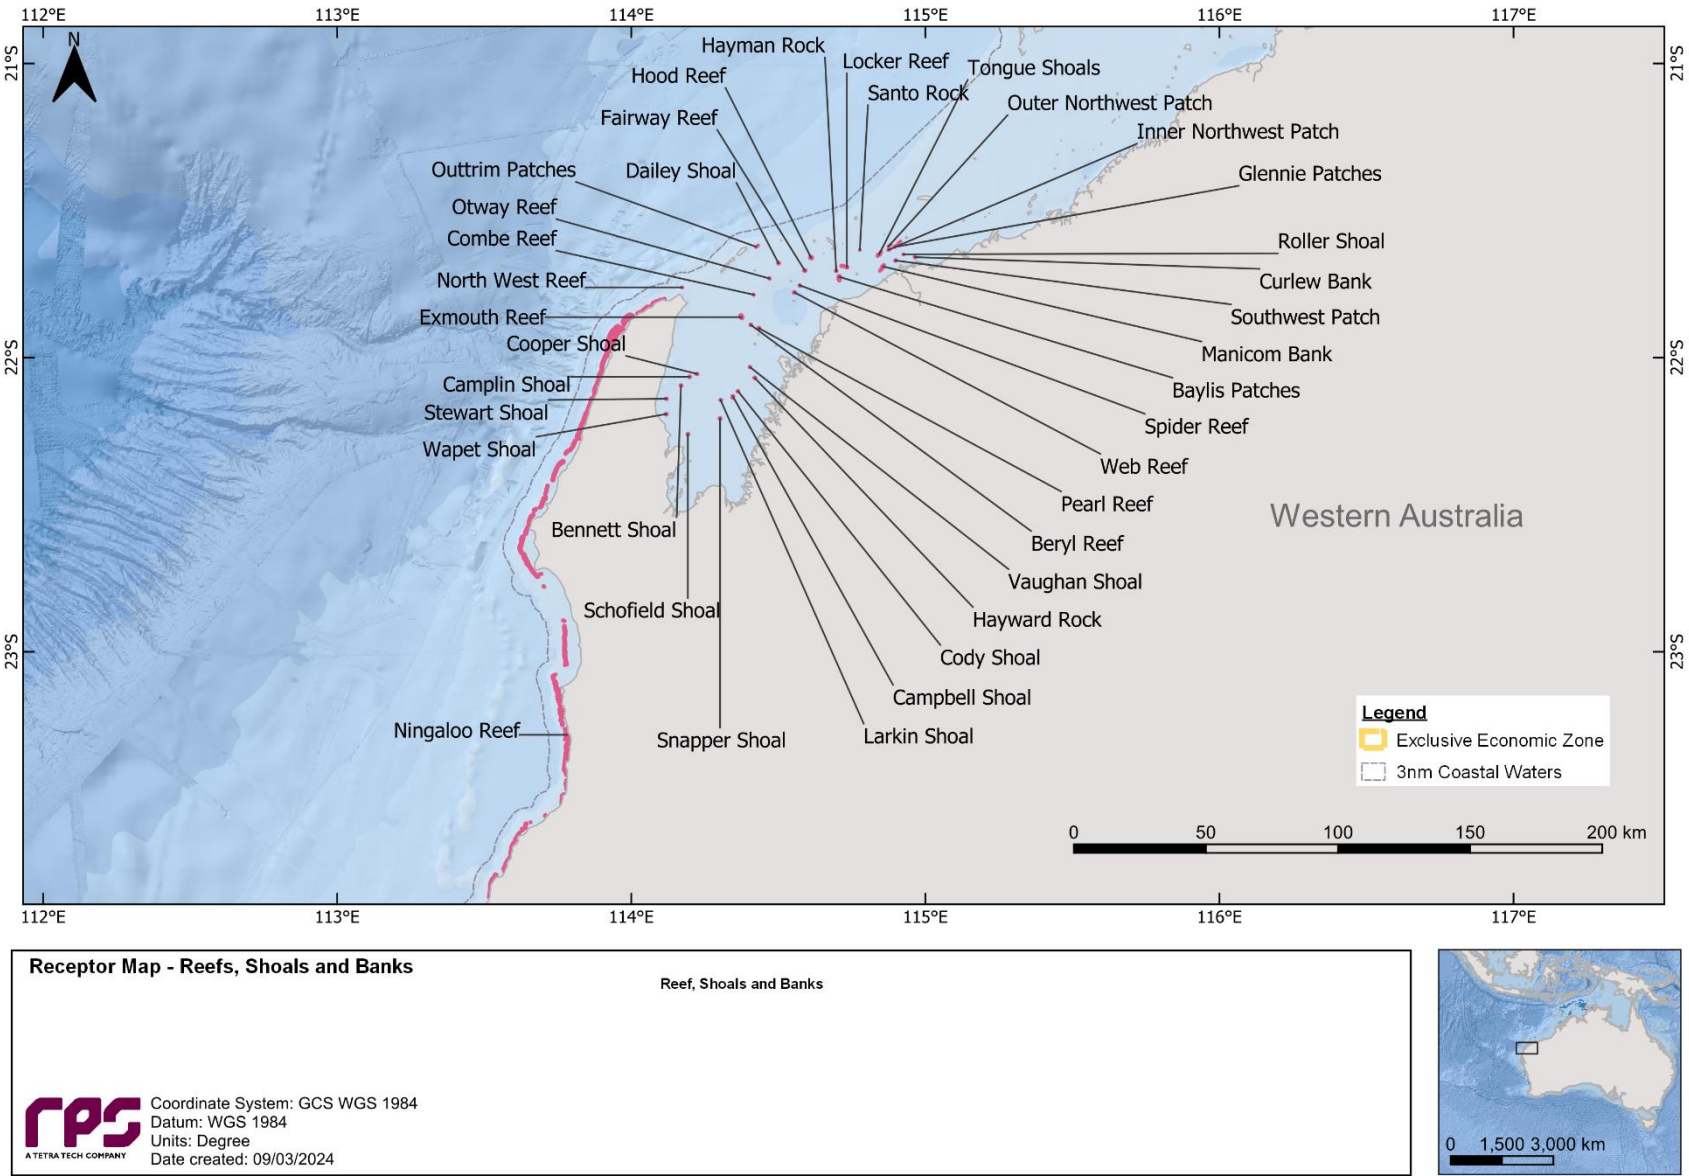 112°E
113°E
114°E
115°E
116°E
117°E
N
21°S
21°S
Hayman Rock
Locker Reef
Tongue Shoals
Hood Reef
Santo Rock
Outer Northwest Patch
Fairway Reef
Inner Northwest Patch
Outtrim Patches
Dailey Shoal
Glennie Patches
Otway Reef
Combe Reef
Roller Shoal
North West Reef
Curlew Bank
Exmouth Reef
Southwest Patch
Cooper Shoal
Manicom Bank
22°S
22°S
Camplin Shoal
Baylis Patches
Stewart Shoal
Spider Reef
Wapet Shoal
Web Reef
Pearl Reef
Western Australia
Bennett Shoal
Beryl Reef
Vaughan Shoal
Schofield Shoal
Hayward Rock
23°S
23°S
Cody Shoal
Campbell Shoal
Ningaloo Reef
Snapper Shoal
Larkin Shoal
Legend
Exclusive Economic Zone
3nm Coastal Waters
0 50 100 150 200 km
112°E
113°E
114°E
115°E
116°E
117°E
Receptor Map - Reefs, Shoals and Banks
Reef, Shoals and Banks
rps
A TETRA TECH COMPANY
Coordinate System: GCS WGS 1984
Datum: WGS 1984
Units: Degree
Date created: 09/03/2024
0 1,500 3,000 km